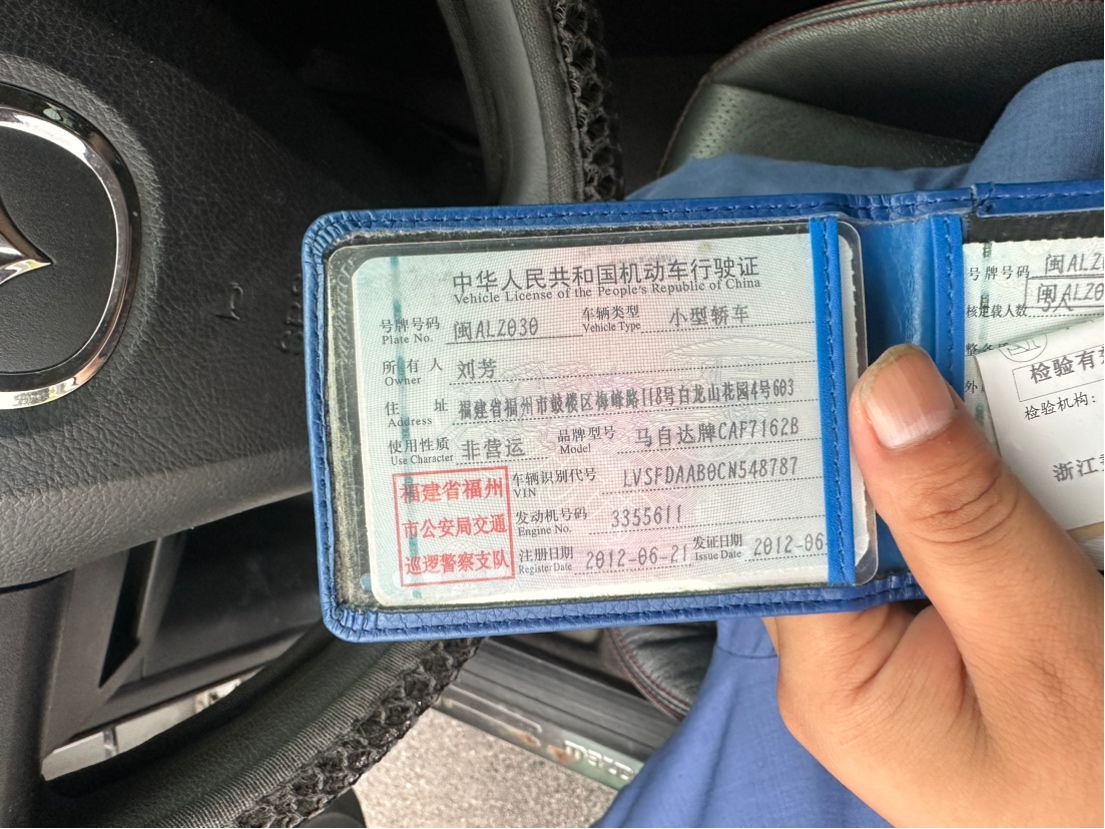 中华人民共和国机动车行驶证
Vehicle License of the People's Republic of China
号牌号码 闽ALZ030 车辆类型 小型轿车
Plate No. Vehicle Type
所有人 刘芳
Owner
住址 福建省福州市鼓楼区梅峰路118号白龙山花园4号603
Address
使用性质 非营运 品牌型号 马自达牌CAF7162B
Use Character Model
福建省福州
市公安局交通
巡逻警察支队
车辆识别代号 LVSFDAAB0CN548787
VIN
发动机号码 3355611
Engine No.
注册日期 2012-06-21 发证日期 2012-06-
Register Date Issue Date
号牌号码 闽ALZ0
闽ALZ0
核定载人数
检验有
检验机构:
浙江